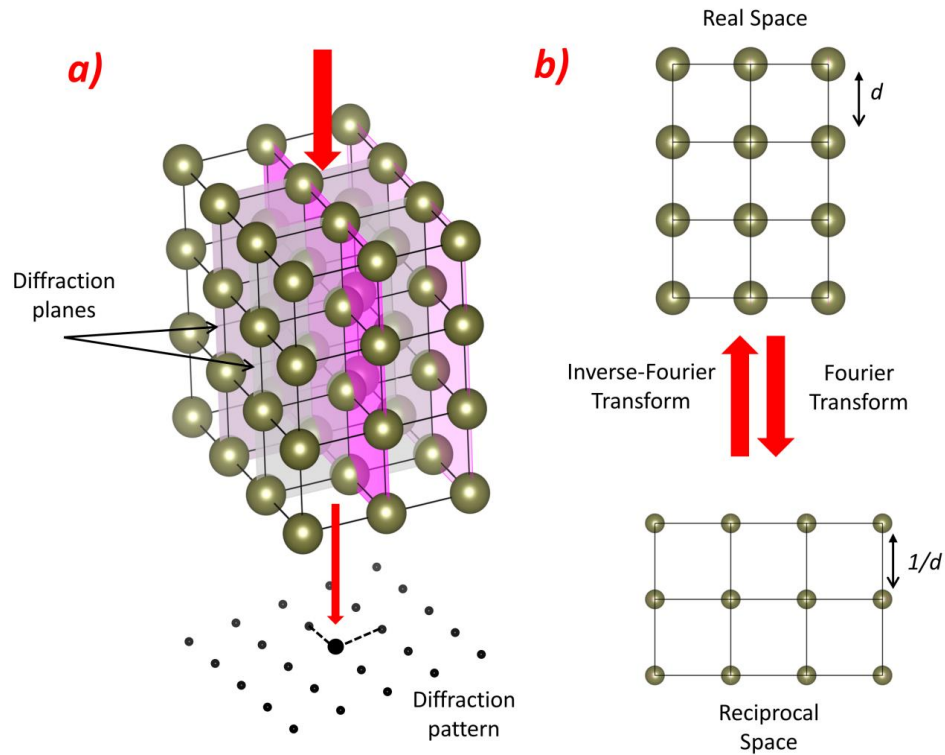 a)
Diffraction
planes
Diffraction
pattern
b)
Real Space
d
Inverse-Fourier
Transform
Fourier
Transform
1/d
Reciprocal
Space